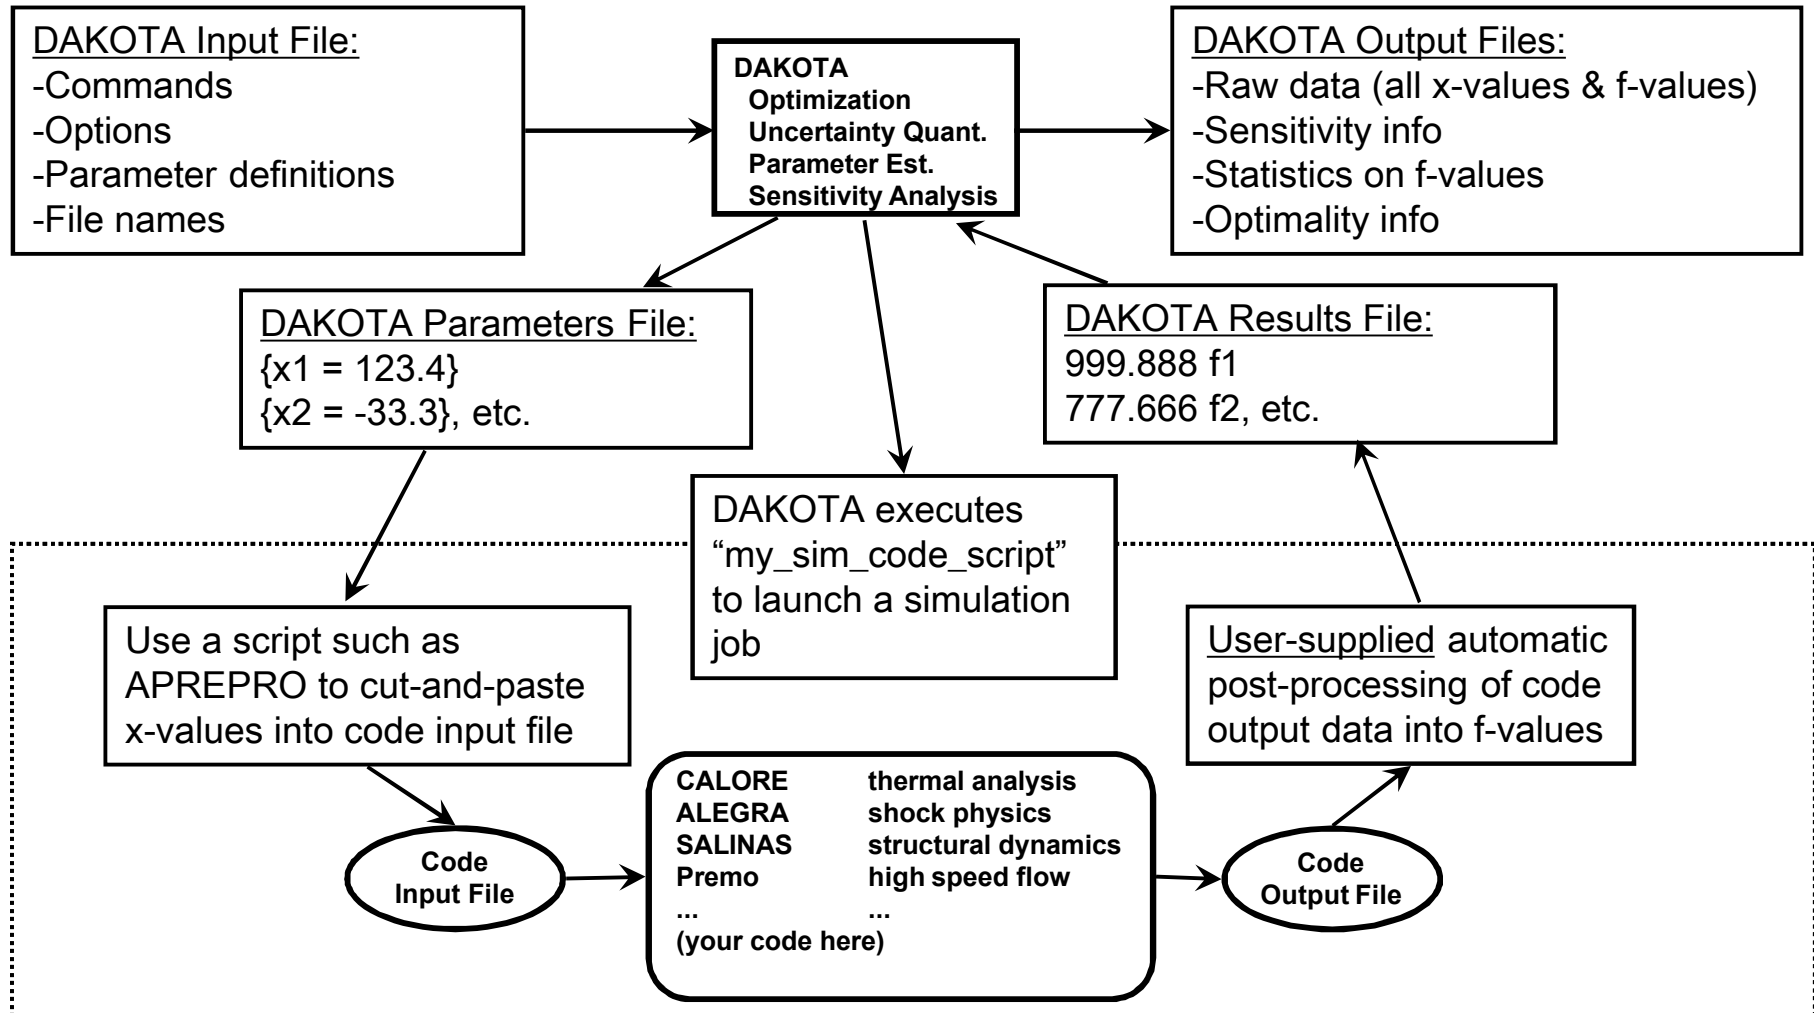 DAKOTA Input File:
-Commands
-Options
-Parameter definitions
-File names
DAKOTA
Optimization
Uncertainty Quant.
Parameter Est.
Sensitivity Analysis
DAKOTA Output Files:
-Raw data (all x-values & f-values)
-Sensitivity info
-Statistics on f-values
-Optimality info
DAKOTA Parameters File:
{x1 = 123.4}
{x2 = -33.3}, etc.
DAKOTA Results File:
999.888 f1
777.666 f2, etc.
DAKOTA executes
“my_sim_code_script”
to launch a simulation
job
Use a script such as
APREPRO to cut-and-paste
x-values into code input file
User-supplied automatic
post-processing of code
output data into f-values
Code
Input File
CALORE thermal analysis
ALEGRA shock physics
SALINAS structural dynamics
Premo high speed flow
... ...
(your code here)
Code
Output File